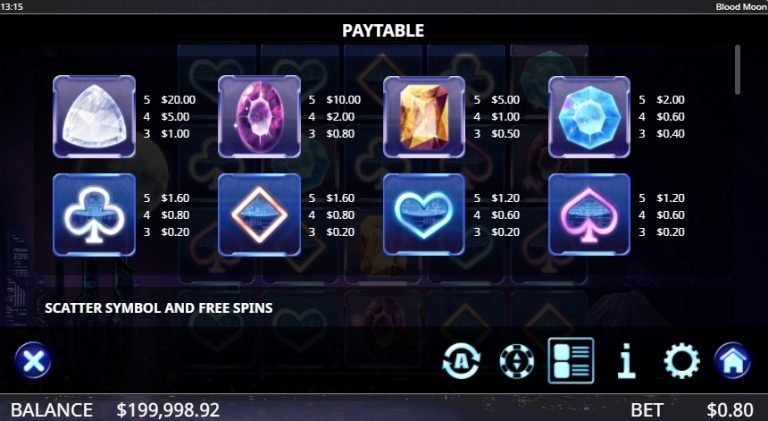 13:15 Blood Moon
PAYTABLE
5 $20.00 5 $10.00 5 $5.00 5 $2.00
4 $5.00 4 $2.00 4 $1.00 4 $0.60
3 $1.00 3 $0.80 3 $0.50 3 $0.40
5 $1.60 5 $1.60 5 $1.20 5 $1.20
4 $0.80 4 $0.80 4 $0.60 4 $0.60
3 $0.20 3 $0.20 3 $0.20 3 $0.20
SCATTER SYMBOL AND FREE SPINS
A
BALANCE $199,998.92 BET $0.80